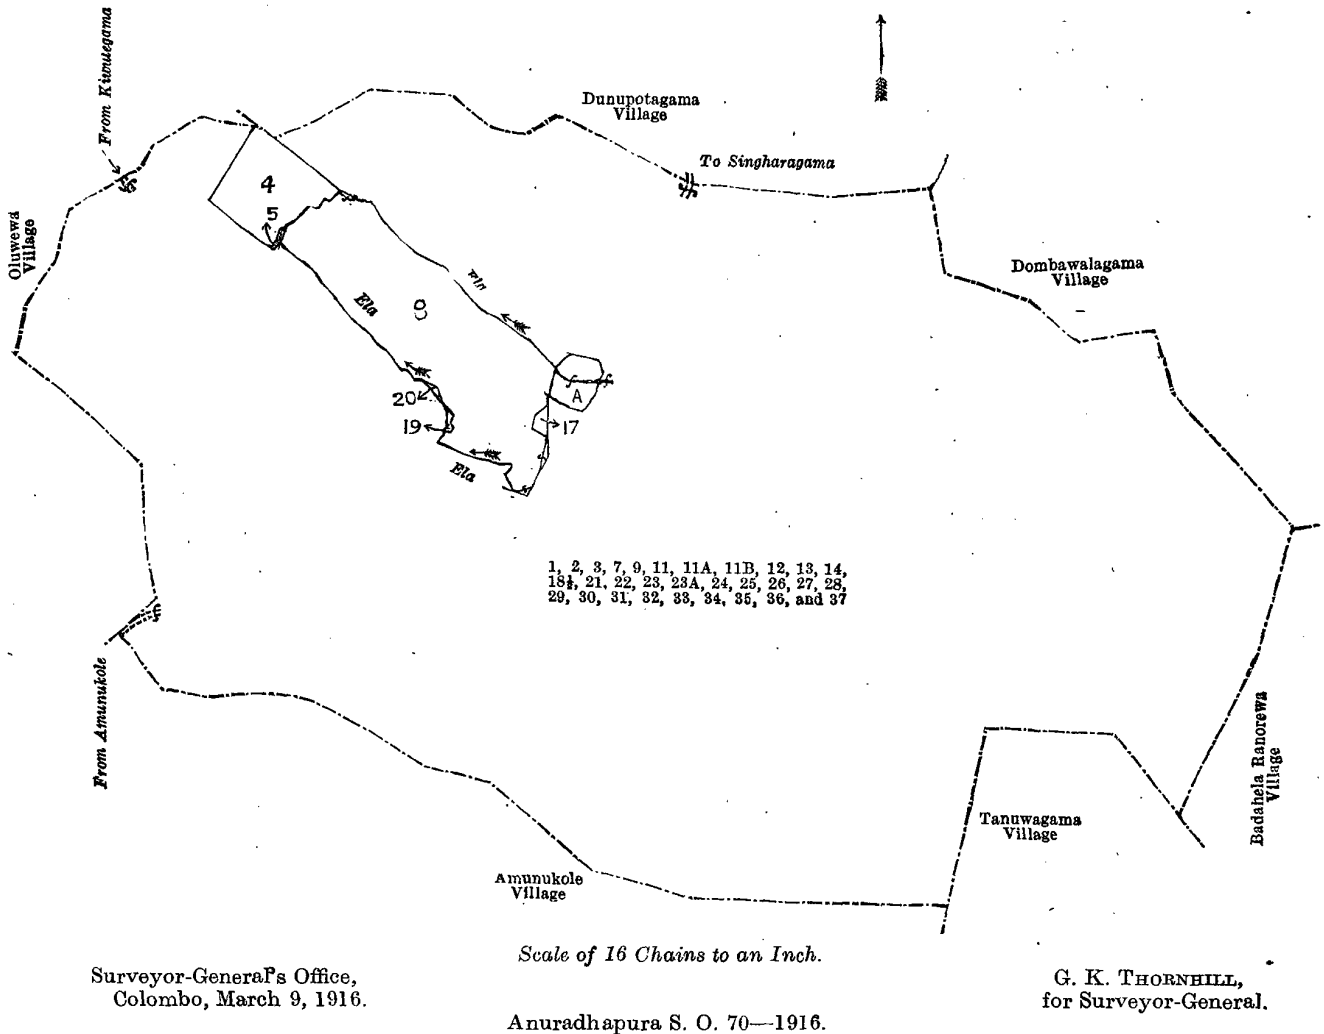 From Kiwulegama
Dunupotagama
Village
To Singharagama
4
5
Oluwewa
Village
Dombawalagama
Village
Ela
Ela
8
20
19
A
17
Ela
1, 2, 3, 7, 9, 11, 11A, 11B, 12, 13, 14,
18½, 21, 22, 23, 23A, 24, 25, 26, 27, 28,
29, 30, 31, 32, 33, 34, 35, 36, and 37
From Amunukole
Badahela Ranorewa
Village
Tanuwagama
Village
Amunukole
Village
Scale of 16 Chains to an Inch.
Surveyor-General's Office,
Colombo, March 9, 1916.
G. K. THORNHILL,
for Surveyor-General.
Anuradhapura S. O. 70—1916.